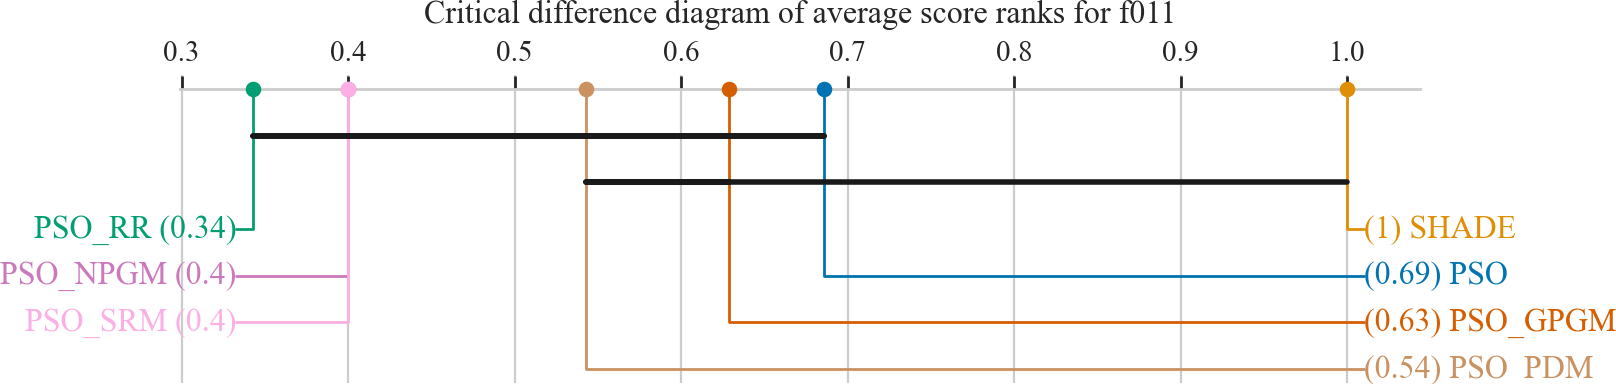 Critical difference diagram of average score ranks for f011
0.3 0.4 0.5 0.6 0.7 0.8 0.9 1.0
PSO_RR (0.34) (1) SHADE
PSO_NPGM (0.4) (0.69) PSO
PSO_SRM (0.4) (0.63) PSO_GPGM
(0.54) PSO_PDM